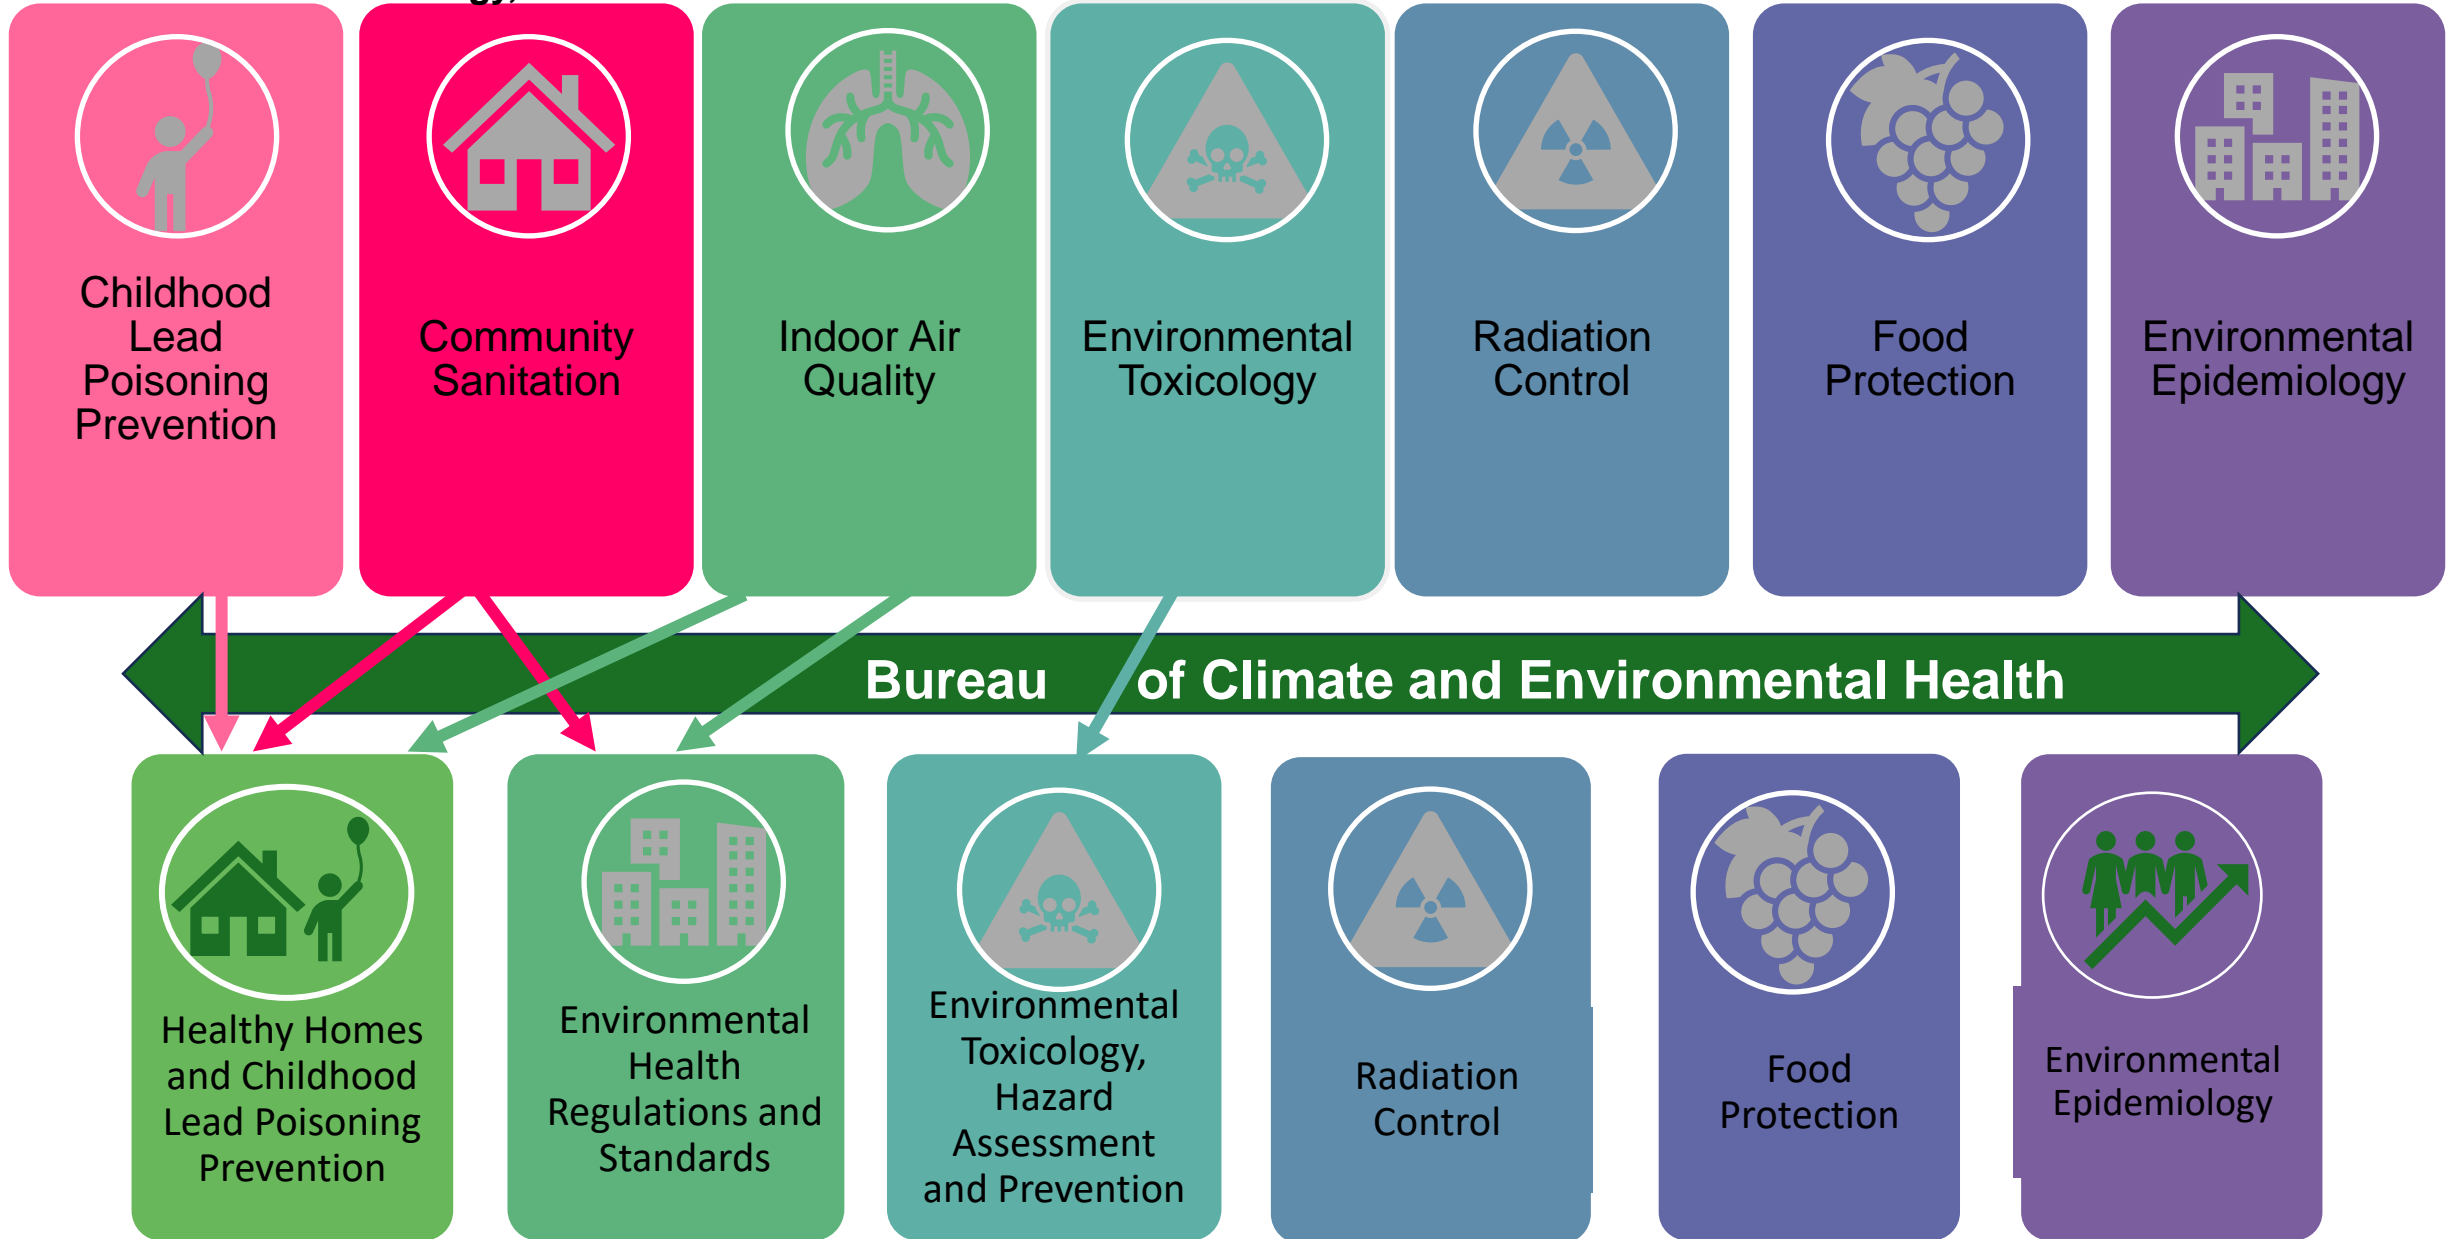 gy,
Childhood
Lead
Poisoning
Prevention
Community
Sanitation
Indoor Air
Quality
Environmental
Toxicology
Radiation
Control
Food
Protection
Environmental
Epidemiology
Bureau of Climate and Environmental Health
Healthy Homes
and Childhood
Lead Poisoning
Prevention
Environmental
Health
Regulations and
Standards
Environmental
Toxicology,
Hazard
Assessment
and Prevention
Radiation
Control
Food
Protection
Environmental
Epidemiology